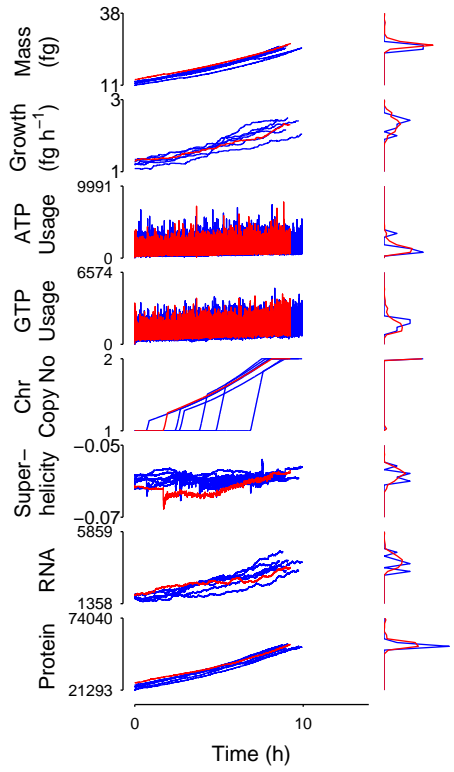 38
Mass
(fg)
11
3
Growth
(fg h−1)
1
9991
ATP
Usage
0
6574
GTP
Usage
0
2
Chr
Copy No
1
−0.05
Super−
helicity
−0.07
5859
RNA
1358
74040
Protein
21293
0 10
Time (h)